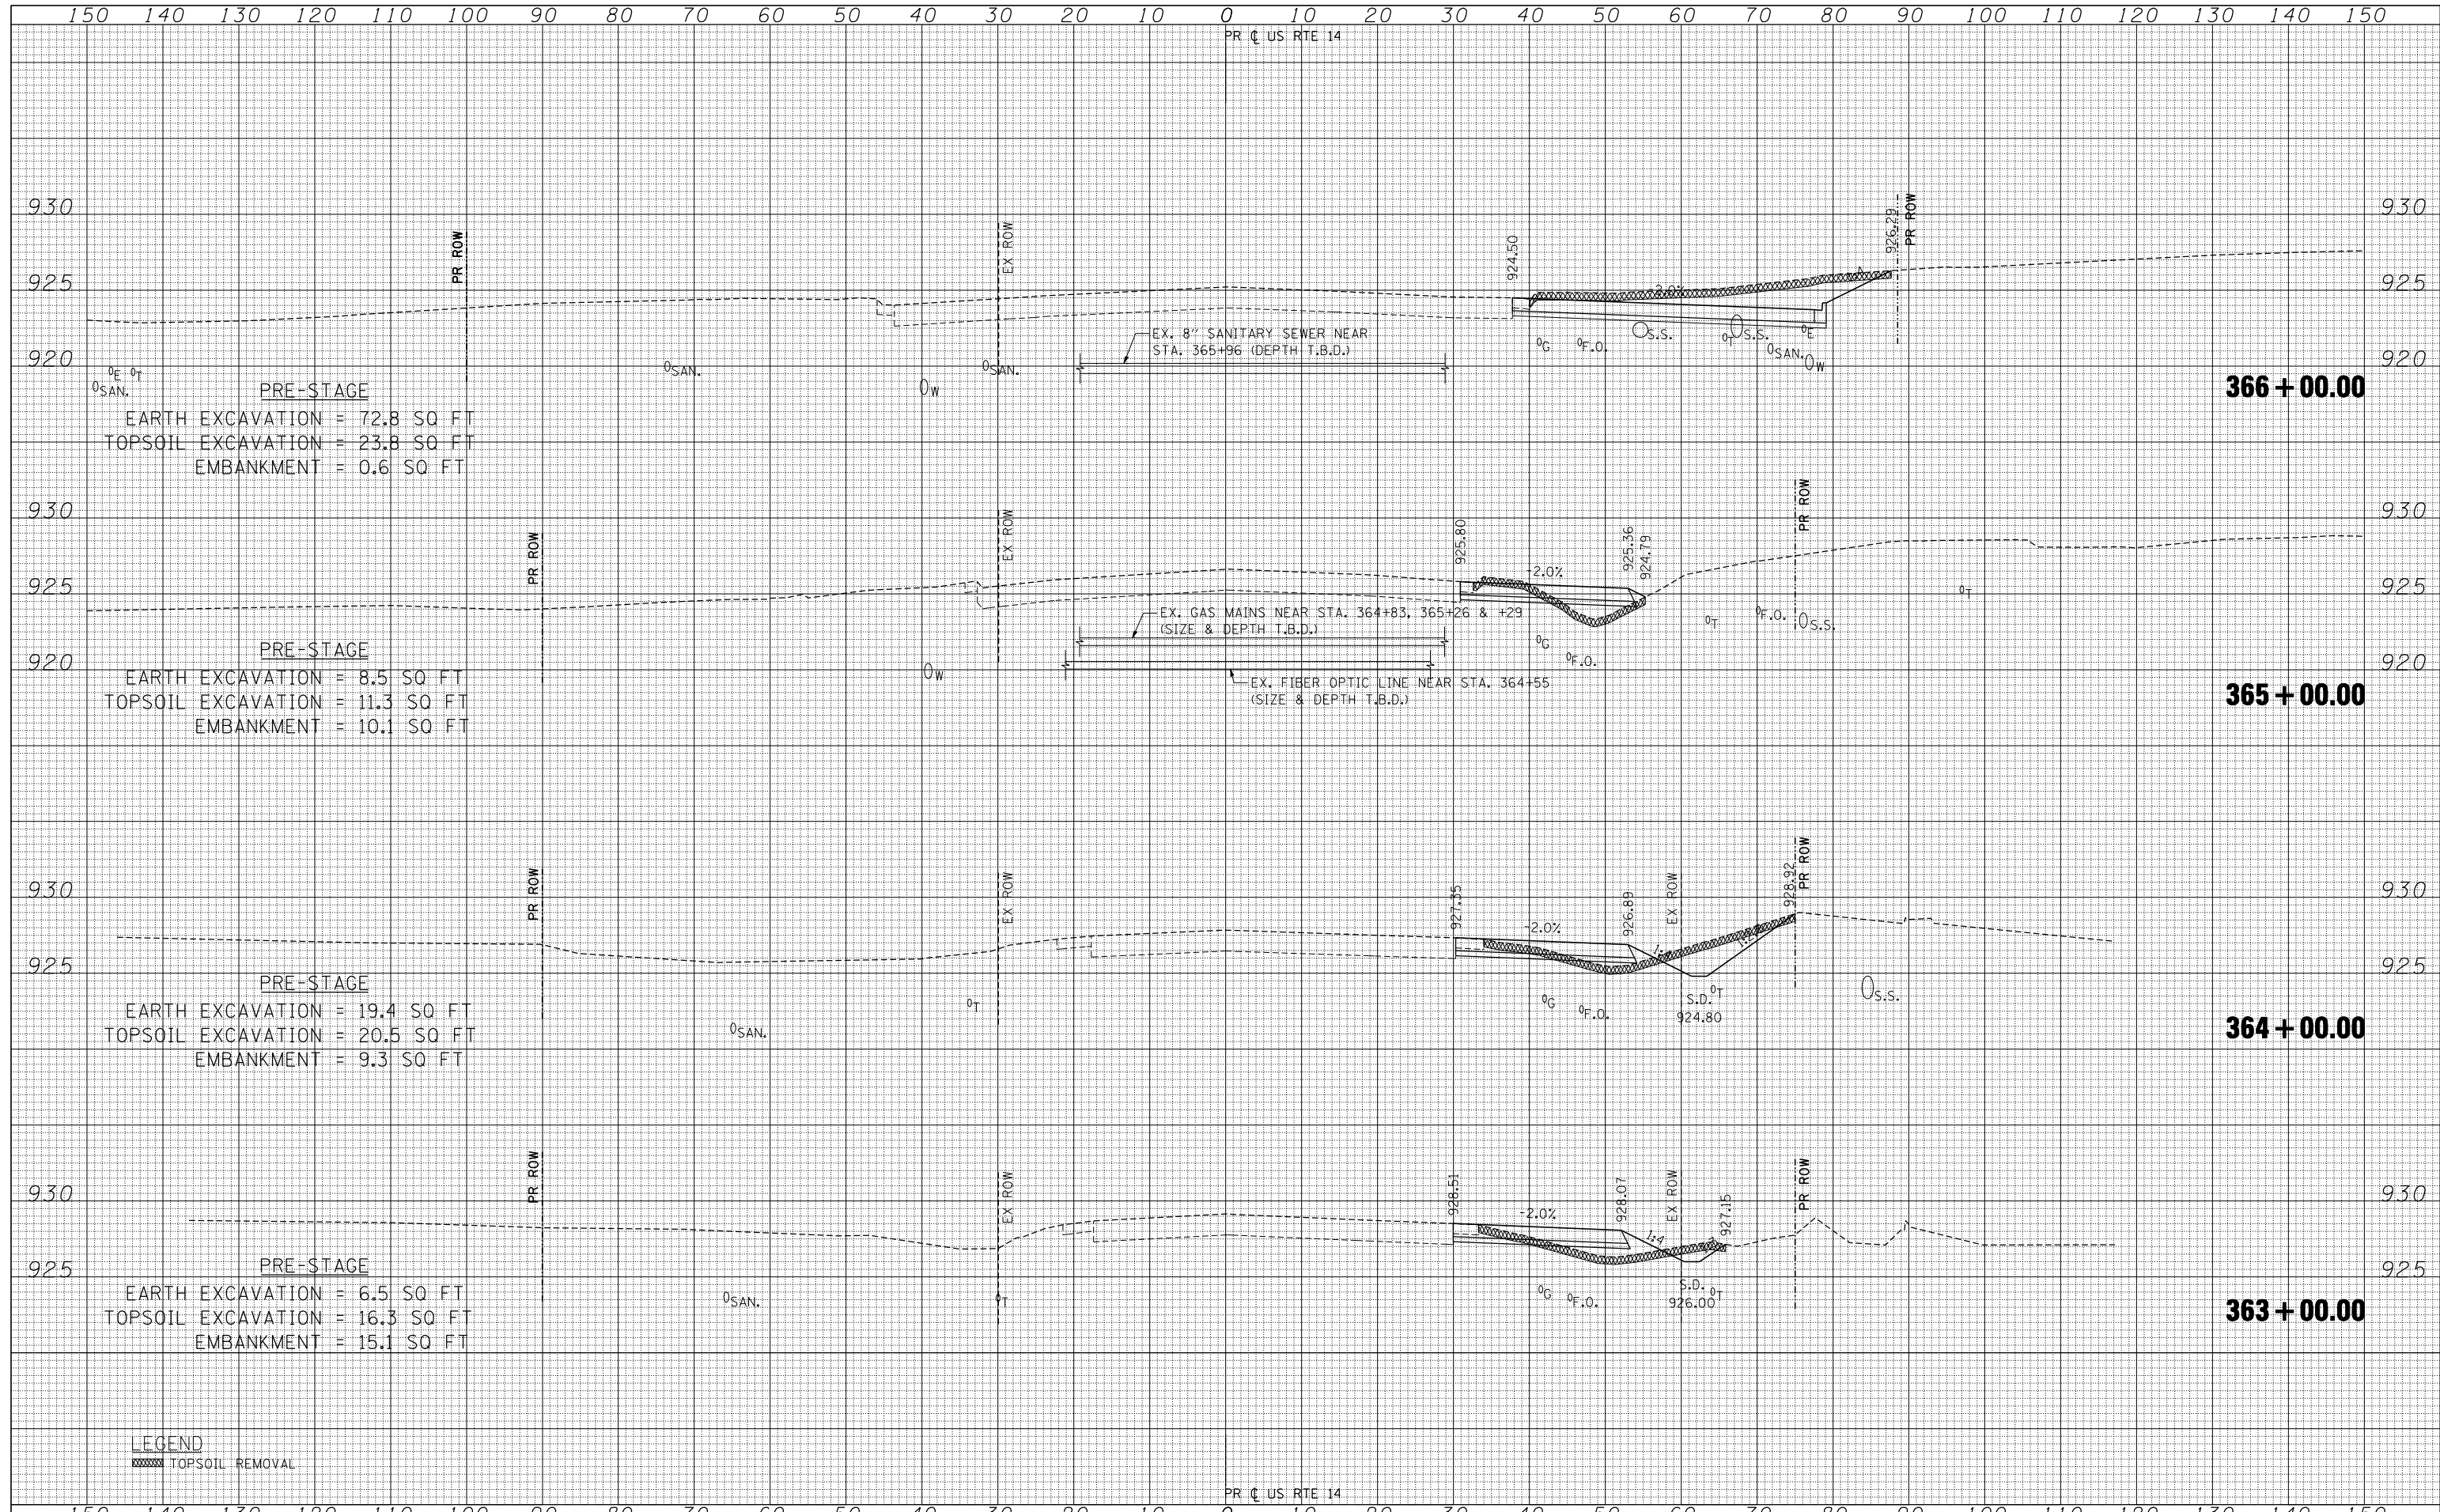 150 140 130 120 110 100 90 80 70 60 50 40 30 20 10 0 10 20 30 40 50 60 70 80 90 100 110 120 130 140 150
PR ℄ US RTE 14
930 930
925 925
920 920
PR ROW
EX ROW
924.50
926.29
PR ROW
-2.0%
EX. 8'' SANITARY SEWER NEAR
STA. 365+96 (DEPTH T.B.D.)
E T
SAN.
SAN.
W
SAN.
G F.O. S.S. T S.S. E
SAN. W
366+00.00
PRE-STAGE
EARTH EXCAVATION = 72.8 SQ FT
TOPSOIL EXCAVATION = 23.8 SQ FT
EMBANKMENT = 0.6 SQ FT
930 930
925 925
920 920
PR ROW
EX ROW
925.80
925.36
924.79
PR ROW
-2.0%
EX. GAS MAINS NEAR STA. 364+83, 365+26 & +29
(SIZE & DEPTH T.B.D.)
EX. FIBER OPTIC LINE NEAR STA. 364+55
(SIZE & DEPTH T.B.D.)
W
G
F.O.
T F.O. S.S.
T
365+00.00
PRE-STAGE
EARTH EXCAVATION = 8.5 SQ FT
TOPSOIL EXCAVATION = 11.3 SQ FT
EMBANKMENT = 10.1 SQ FT
930 930
925 925
PR ROW
EX ROW
927.35
926.89
EX ROW
928.92
PR ROW
-2.0%
SAN.
T
G F.O.
S.D. T
924.80
S.S.
364+00.00
PRE-STAGE
EARTH EXCAVATION = 19.4 SQ FT
TOPSOIL EXCAVATION = 20.5 SQ FT
EMBANKMENT = 9.3 SQ FT
930 930
925 925
PR ROW
EX ROW
928.51
928.07
EX ROW
927.15
PR ROW
-2.0%
1:4
SAN.
T
G F.O.
S.D.
926.00 T
363+00.00
PRE-STAGE
EARTH EXCAVATION = 6.5 SQ FT
TOPSOIL EXCAVATION = 16.3 SQ FT
EMBANKMENT = 15.1 SQ FT
LEGEND
TOPSOIL REMOVAL
PR ℄ US RTE 14